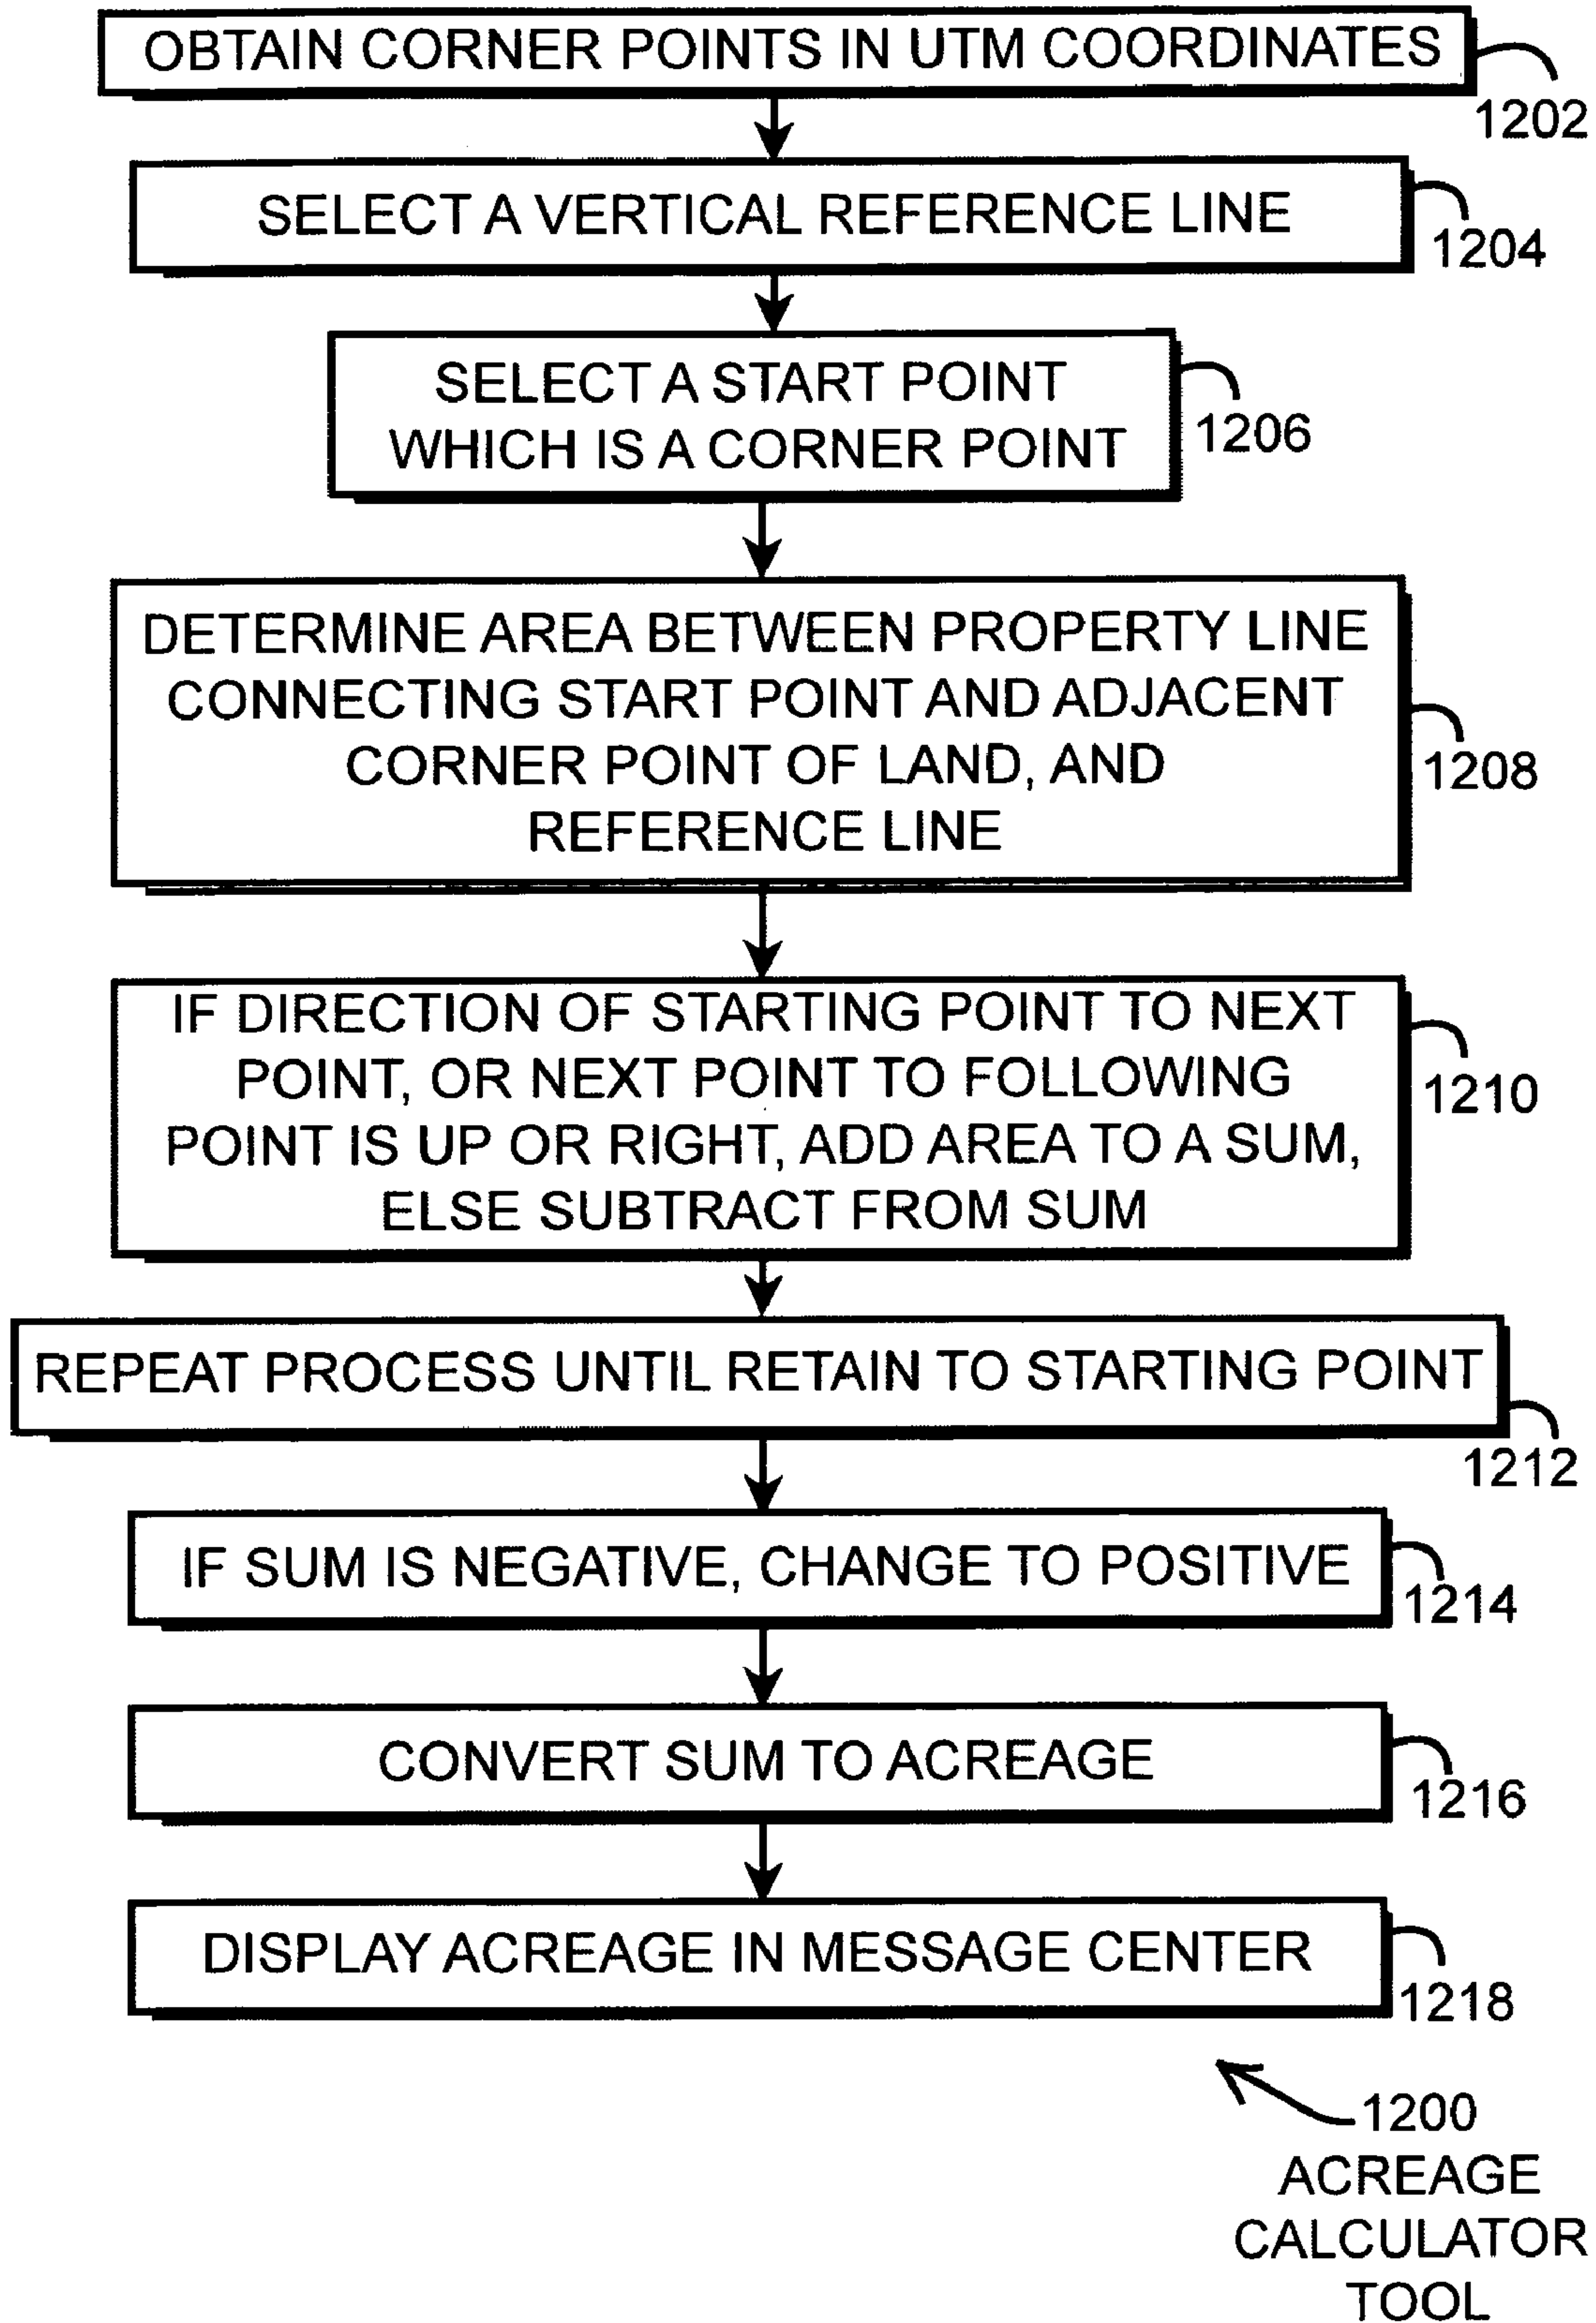 OBTAIN CORNER POINTS IN UTM COORDINATES
1202
SELECT A VERTICAL REFERENCE LINE
1204
SELECT A START POINT
WHICH IS A CORNER POINT
1206
DETERMINE AREA BETWEEN PROPERTY LINE
CONNECTING START POINT AND ADJACENT
CORNER POINT OF LAND, AND
REFERENCE LINE
1208
IF DIRECTION OF STARTING POINT TO NEXT
POINT, OR NEXT POINT TO FOLLOWING
POINT IS UP OR RIGHT, ADD AREA TO A SUM,
ELSE SUBTRACT FROM SUM
1210
REPEAT PROCESS UNTIL RETAIN TO STARTING POINT
1212
IF SUM IS NEGATIVE, CHANGE TO POSITIVE
1214
CONVERT SUM TO ACREAGE
1216
DISPLAY ACREAGE IN MESSAGE CENTER
1218
1200
ACREAGE
CALCULATOR
TOOL